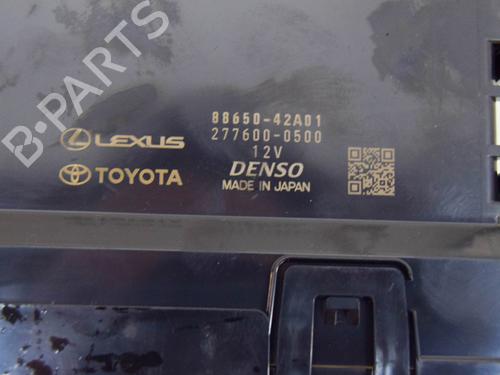 B-PARTS
88650-42A01
277600-0500
12V
LEXUS
TOYOTA
DENSO
MADE IN JAPAN